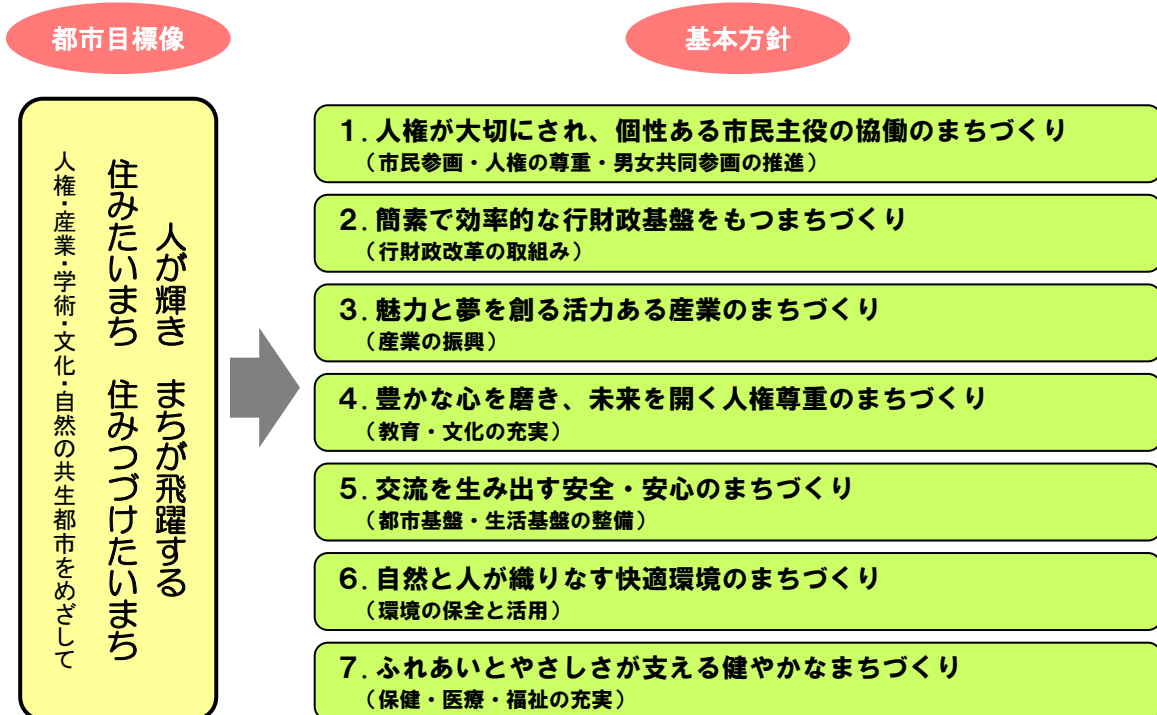 都市目標像
基本方針
人が輝き　まちが飛躍する
住みたいまち　住みつづけたいまち
人権・産業・学術・文化・自然の共生都市をめざして
１．人権が大切にされ、個性ある市民主役の協働のまちづくり
（市民参画・人権の尊重・男女共同参画の推進）
２．簡素で効率的な行財政基盤をもつまちづくり
（行財政改革の取組み）
３．魅力と夢を創る活力ある産業のまちづくり
（産業の振興）
４．豊かな心を磨き、未来を開く人権尊重のまちづくり
（教育・文化の充実）
５．交流を生み出す安全・安心のまちづくり
（都市基盤・生活基盤の整備）
６．自然と人が織りなす快適環境のまちづくり
（環境の保全と活用）
７．ふれあいとやさしさが支える健やかなまちづくり
（保健・医療・福祉の充実）